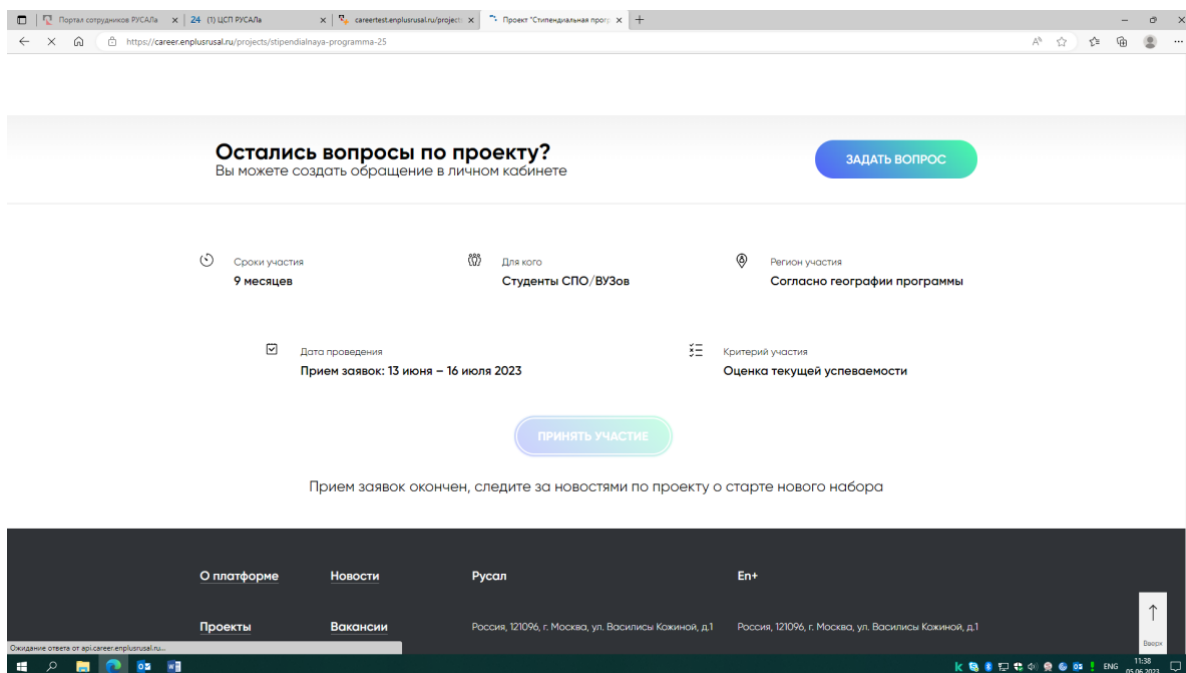 Портал сотрудников РУСАЛа
24 (1) ЦСП РУСАЛа
careertest.enplusrusal.ru/project:
Проект "Стипендиальная прогр
https://career.enplusrusal.ru/projects/stipendialnaya-programma-25
Остались вопросы по проекту?
Вы можете создать обращение в личном кабинете
ЗАДАТЬ ВОПРОС
Сроки участия
9 месяцев
Для кого
Студенты СПО/ВУЗов
Регион участия
Согласно географии программы
Дата проведения
Прием заявок: 13 июня – 16 июля 2023
Критерий участия
Оценка текущей успеваемости
ПРИНЯТЬ УЧАСТИЕ
Прием заявок окончен, следите за новостями по проекту о старте нового набора
О платформе
Новости
Русал
En+
Проекты
Вакансии
Россия, 121096, г. Москва, ул. Василисы Кожиной, д.1
Россия, 121096, г. Москва, ул. Василисы Кожиной, д.1
Вверх
Ожидание ответа от api.career.enplusrusal.ru...
ENG
11:38
05.06.2023